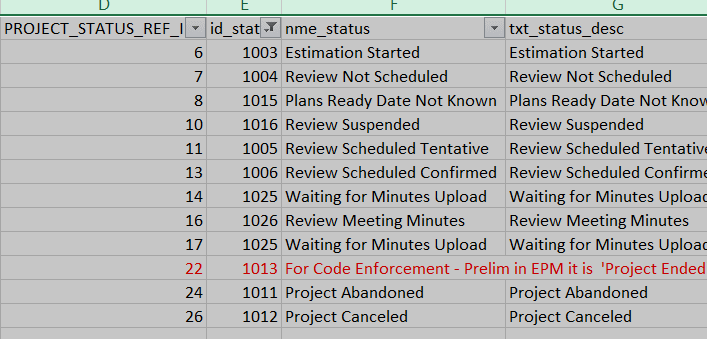 D E F G
PROJECT_STATUS_REF_I id_stat nme_status txt_status_desc
6 1003 Estimation Started Estimation Started
7 1004 Review Not Scheduled Review Not Scheduled
8 1015 Plans Ready Date Not Known Plans Ready Date Not Know
10 1016 Review Suspended Review Suspended
11 1005 Review Scheduled Tentative Review Scheduled Tentative
13 1006 Review Scheduled Confirmed Review Scheduled Confirme
14 1025 Waiting for Minutes Upload Waiting for Minutes Upload
16 1026 Review Meeting Minutes Review Meeting Minutes
17 1025 Waiting for Minutes Upload Waiting for Minutes Upload
22 1013 For Code Enforcement - Prelim in EPM it is 'Project Ended
24 1011 Project Abandoned Project Abandoned
26 1012 Project Canceled Project Canceled